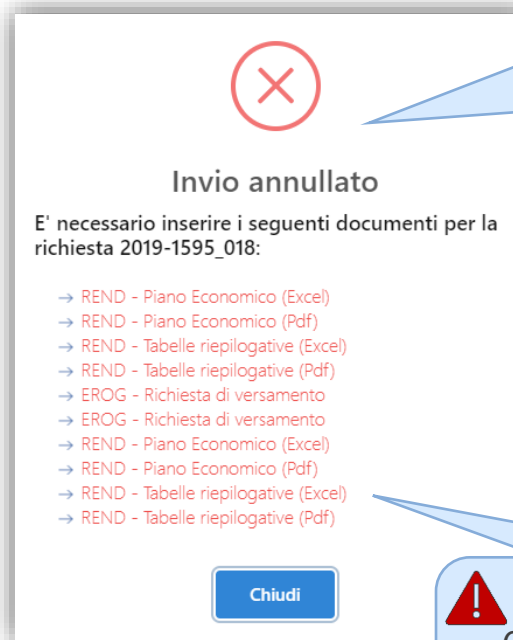 Invio annullato
E' necessario inserire i seguenti documenti per la
richiesta 2019-1595_018:
→ REND - Piano Economico (Excel)
→ REND - Piano Economico (Pdf)
→ REND - Tabelle riepilogative (Excel)
→ REND - Tabelle riepilogative (Pdf)
→ EROG - Richiesta di versamento
→ EROG - Richiesta di versamento
→ REND - Piano Economico (Excel)
→ REND - Piano Economico (Pdf)
→ REND - Tabelle riepilogative (Excel)
→ REND - Tabelle riepilogative (Pdf)
Chiudi